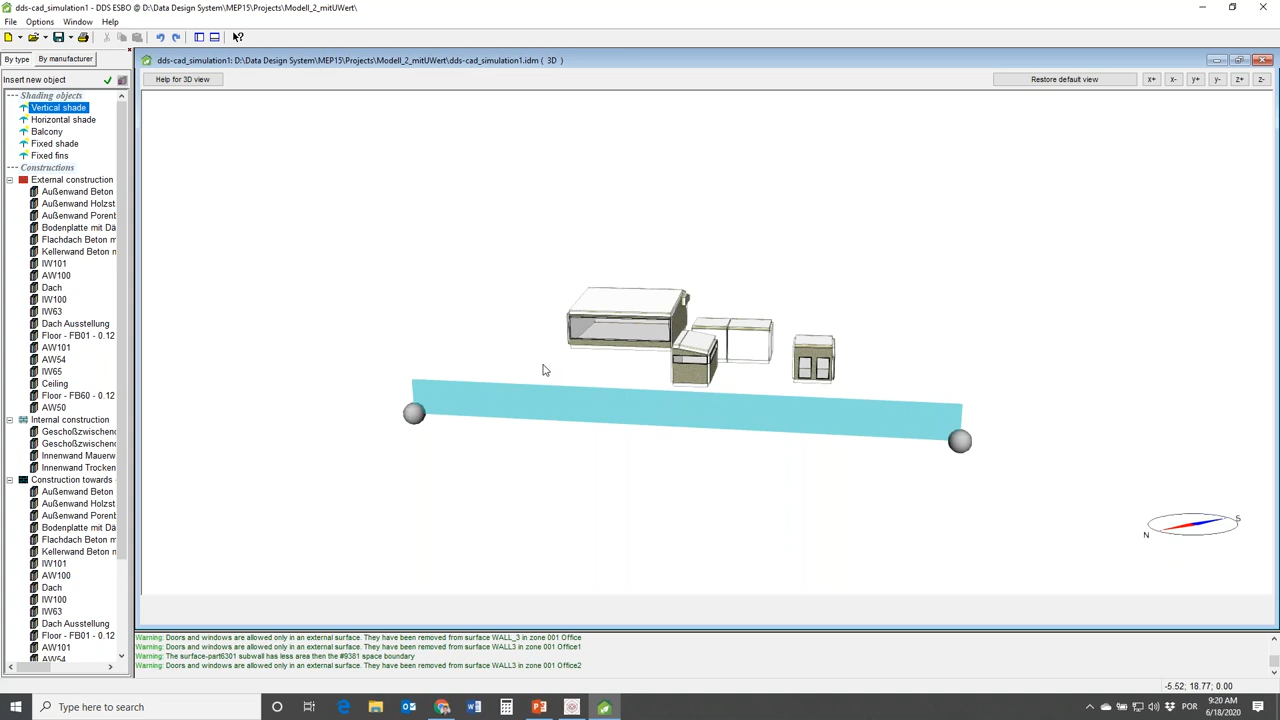 dds-cad_simulation1 - DDS ESBO @ D:\Data Design System\MEP15\Projects\Modell_2_mitUWert\
File Options Window Help
By type By manufacturer
dds-cad_simulation1: D:\Data Design System\MEP15\Projects\Modell_2_mitUWert\dds-cad_simulation1.idm ( 3D )
Insert new object
Help for 3D view
Restore default view
x+ x- y+ y- z+ z-
Shading objects
Vertical shade
Horizontal shade
Balcony
Fixed shade
Fixed fins
Constructions
External construction
Außenwand Beton
Außenwand Holzst
Außenwand Porenb
Bodenplatte mit Dä
Flachdach Beton m
Kellerwand Beton m
IW101
AW100
Dach
IW100
IW63
Dach Ausstellung
Floor - FB01 - 0.12
AW101
AW54
IW65
Ceiling
Floor - FB60 - 0.12
AW50
Internal construction
Geschoßzwischend
Geschoßzwischend
Innenwand Mauerw
Innenwand Trocken
Construction towards
Außenwand Beton
Außenwand Holzst
Außenwand Porenb
Bodenplatte mit Dä
Flachdach Beton m
Kellerwand Beton m
IW101
AW100
Dach
IW100
IW63
Dach Ausstellung
Floor - FB01 - 0.12
AW101
AW54
N
S
Warning: Doors and windows are allowed only in an external surface. They have been removed from surface WALL_3 in zone 001 Office
Warning: Doors and windows are allowed only in an external surface. They have been removed from surface WALL3 in zone 001 Office1
Warning: The surface-part6301 subwall has less area then the #9381 space boundary
Warning: Doors and windows are allowed only in an external surface. They have been removed from surface WALL3 in zone 001 Office2
-5.52; 18.77; 0.00
Type here to search
POR
9:20 AM
6/18/2020